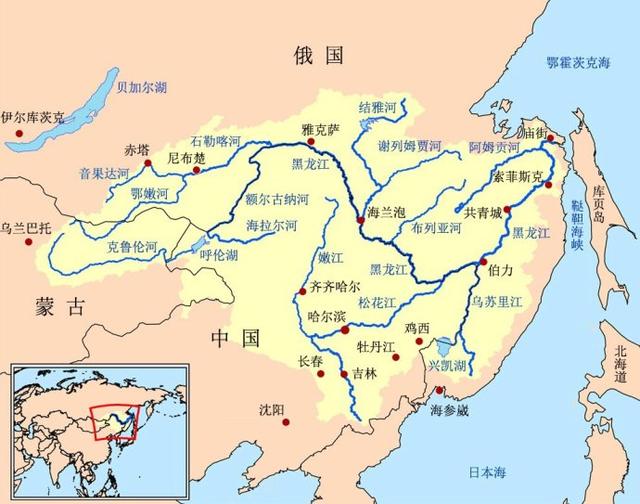 俄国
鄂霍茨克海
贝加尔湖
伊尔库茨克
结雅河
雅克萨
庙街
石勒喀河
谢列姆贾河
阿姆贡河
赤塔
尼布楚
黑龙江
音果达河
索菲斯克
鄂嫩河
额尔古纳河
库页岛
鞑靼海峡
海兰泡
共青城
乌兰巴托
海拉尔河
布列亚河
黑龙江
克鲁伦河
呼伦湖
嫩江
黑龙江
伯力
齐齐哈尔
松花江
乌苏里江
蒙古
哈尔滨
中国
鸡西
牡丹江
长春
吉林
兴凯湖
北海道
沈阳
海参崴
日本海